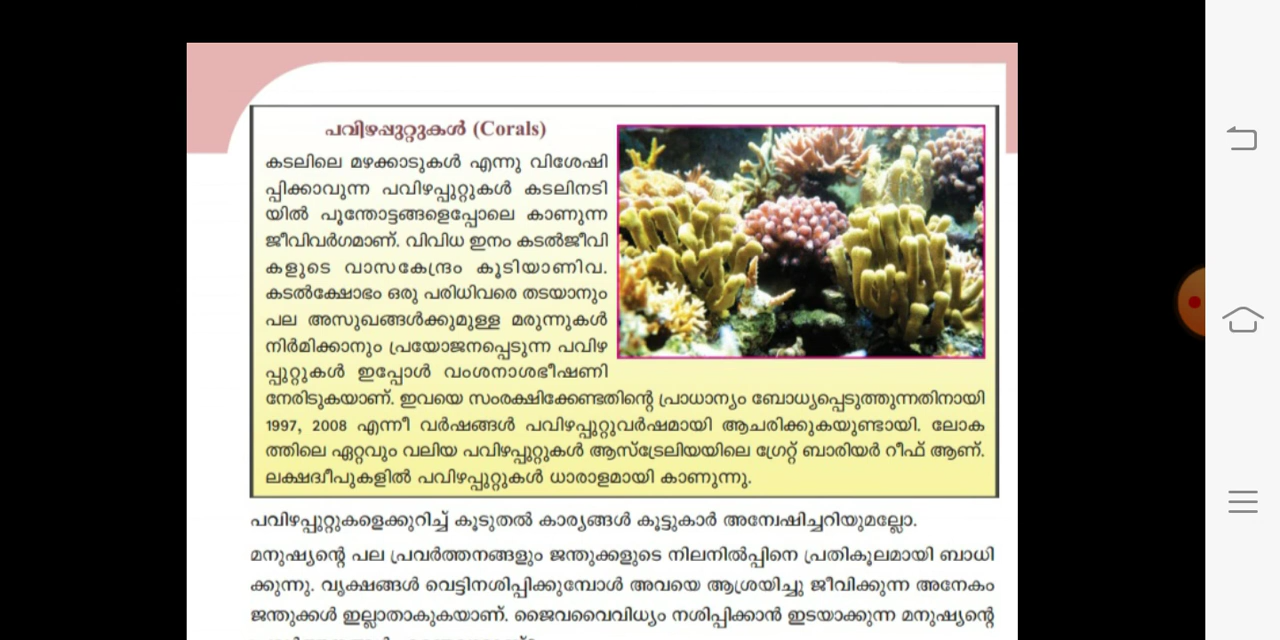 പവിഴപ്പുറ്റുകൾ (Corals)
കടലിലെ മഴക്കാടുകൾ എന്നു വിശേഷി
പ്പിക്കാവുന്ന പവിഴപ്പുറ്റുകൾ കടലിനടി
യിൽ പൂന്തോട്ടങ്ങളെപ്പോലെ കാണുന്ന
ജീവിവർഗമാണ്. വിവിധ ഇനം കടൽജീവി
കളുടെ വാസകേന്ദ്രം കൂടിയാണിവ.
കടൽക്ഷോഭം ഒരു പരിധിവരെ തടയാനും
പല അസുഖങ്ങൾക്കുമുള്ള മരുന്നുകൾ
നിർമിക്കാനും പ്രയോജനപ്പെടുന്ന പവിഴ
പ്പുറ്റുകൾ ഇപ്പോൾ വംശനാശഭീഷണി
നേരിടുകയാണ്. ഇവയെ സംരക്ഷിക്കേണ്ടതിന്റെ പ്രാധാന്യം ബോധ്യപ്പെടുത്തുന്നതിനായി
1997, 2008 എന്നീ വർഷങ്ങൾ പവിഴപ്പുറ്റുവർഷമായി ആചരിക്കുകയുണ്ടായി. ലോക
ത്തിലെ ഏറ്റവും വലിയ പവിഴപ്പുറ്റുകൾ ആസ്ട്രേലിയയിലെ ഗ്രേറ്റ് ബാരിയർ റീഫ് ആണ്.
ലക്ഷദ്വീപുകളിൽ പവിഴപ്പുറ്റുകൾ ധാരാളമായി കാണുന്നു.
പവിഴപ്പുറ്റുകളെക്കുറിച്ച് കൂടുതൽ കാര്യങ്ങൾ കൂട്ടുകാർ അന്വേഷിച്ചറിയുമല്ലോ.
മനുഷ്യന്റെ പല പ്രവർത്തനങ്ങളും ജന്തുക്കളുടെ നിലനിൽപ്പിനെ പ്രതികൂലമായി ബാധി
ക്കുന്നു. വൃക്ഷങ്ങൾ വെട്ടിനശിപ്പിക്കുമ്പോൾ അവയെ ആശ്രയിച്ചു ജീവിക്കുന്ന അനേകം
ജന്തുക്കൾ ഇല്ലാതാകുകയാണ്. ജൈവവൈവിധ്യം നശിപ്പിക്കാൻ ഇടയാക്കുന്ന മനുഷ്യന്റെ